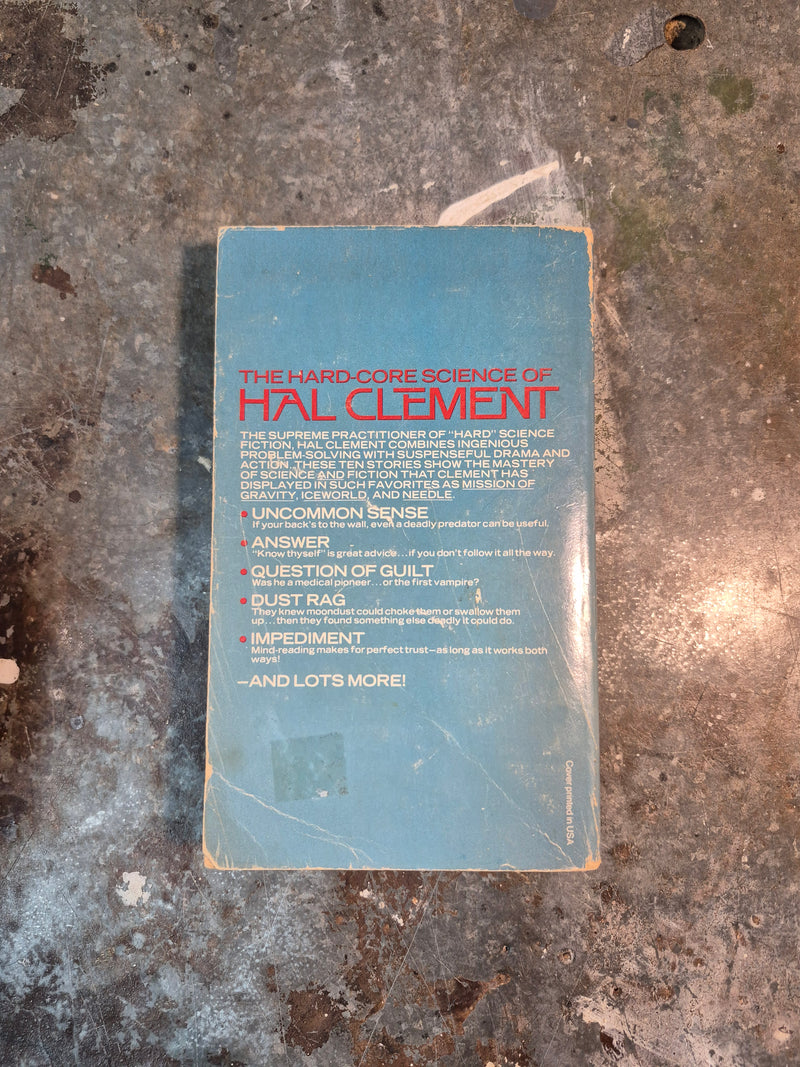 THE HARD-CORE SCIENCE OF
HAL CLEMENT
THE SUPREME PRACTITIONER OF "HARD" SCIENCE
FICTION, HAL CLEMENT COMBINES INGENIOUS
PROBLEM-SOLVING WITH SUSPENSEFUL DRAMA AND
ACTION. THESE TEN STORIES SHOW THE MASTERY
OF SCIENCE AND FICTION THAT CLEMENT HAS
DISPLAYED IN SUCH FAVORITES AS MISSION OF
GRAVITY, ICEWORLD, AND NEEDLE.
• UNCOMMON SENSE
If your back's to the wall, even a deadly predator can be useful.
• ANSWER
"Know thyself" is great advice...if you don't follow it all the way.
• QUESTION OF GUILT
Was he a medical pioneer...or the first vampire?
• DUST RAG
They knew moondust could choke them or swallow them
up...then they found something else deadly it could do.
• IMPEDIMENT
Mind-reading makes for perfect trust—as long as it works both
ways!
—AND LOTS MORE!
Cover printed in USA